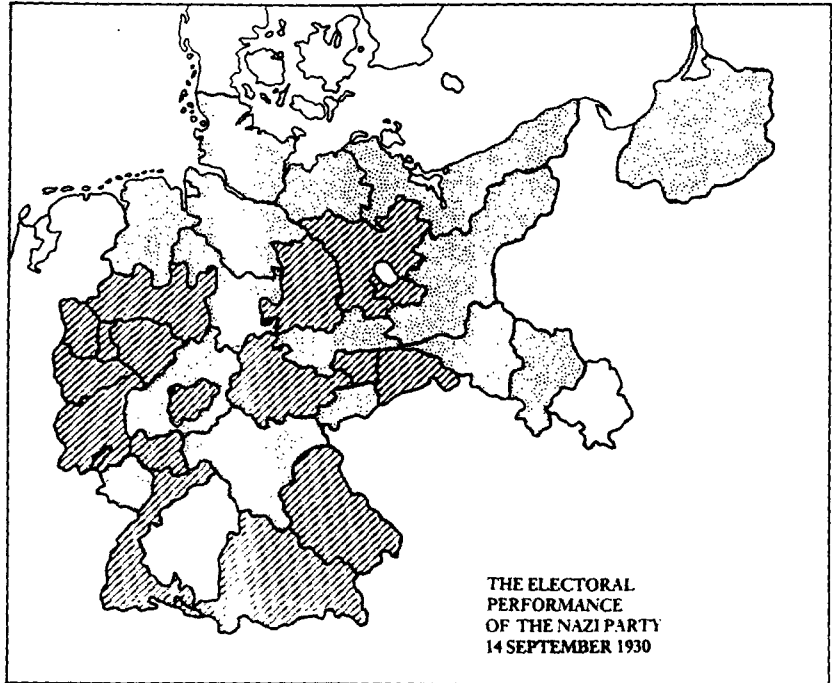 THE ELECTORAL
PERFORMANCE
OF THE NAZI PARTY
14 SEPTEMBER 1930